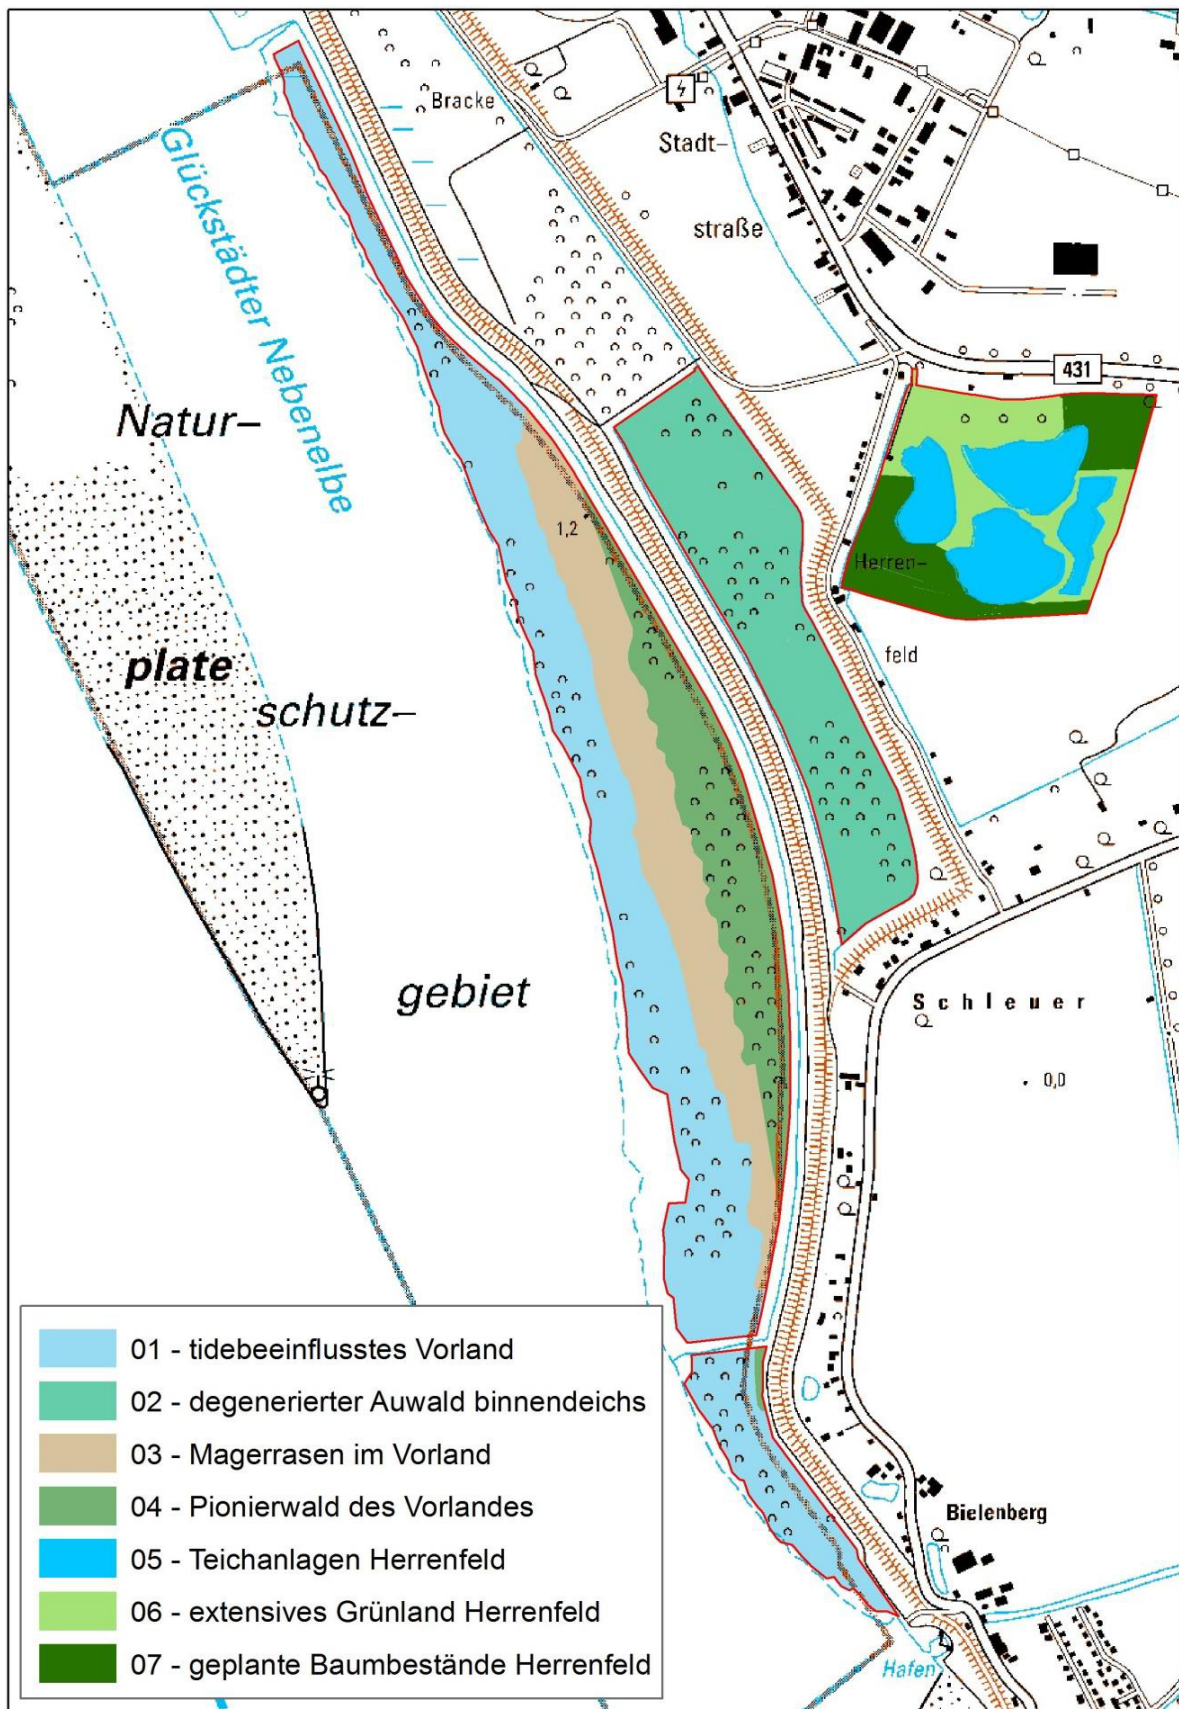 Bracke
Stadt–
straße
Glückstädter Nebenelbe
431
Natur–
1,2
Herren–
feld
plate
schutz–
gebiet
Schleuer
0,0
01 - tidebeeinflusstes Vorland
02 - degenerierter Auwald binnendeichs
03 - Magerrasen im Vorland
04 - Pionierwald des Vorlandes
05 - Teichanlagen Herrenfeld
06 - extensives Grünland Herrenfeld
07 - geplante Baumbestände Herrenfeld
Bielenberg
Hafen